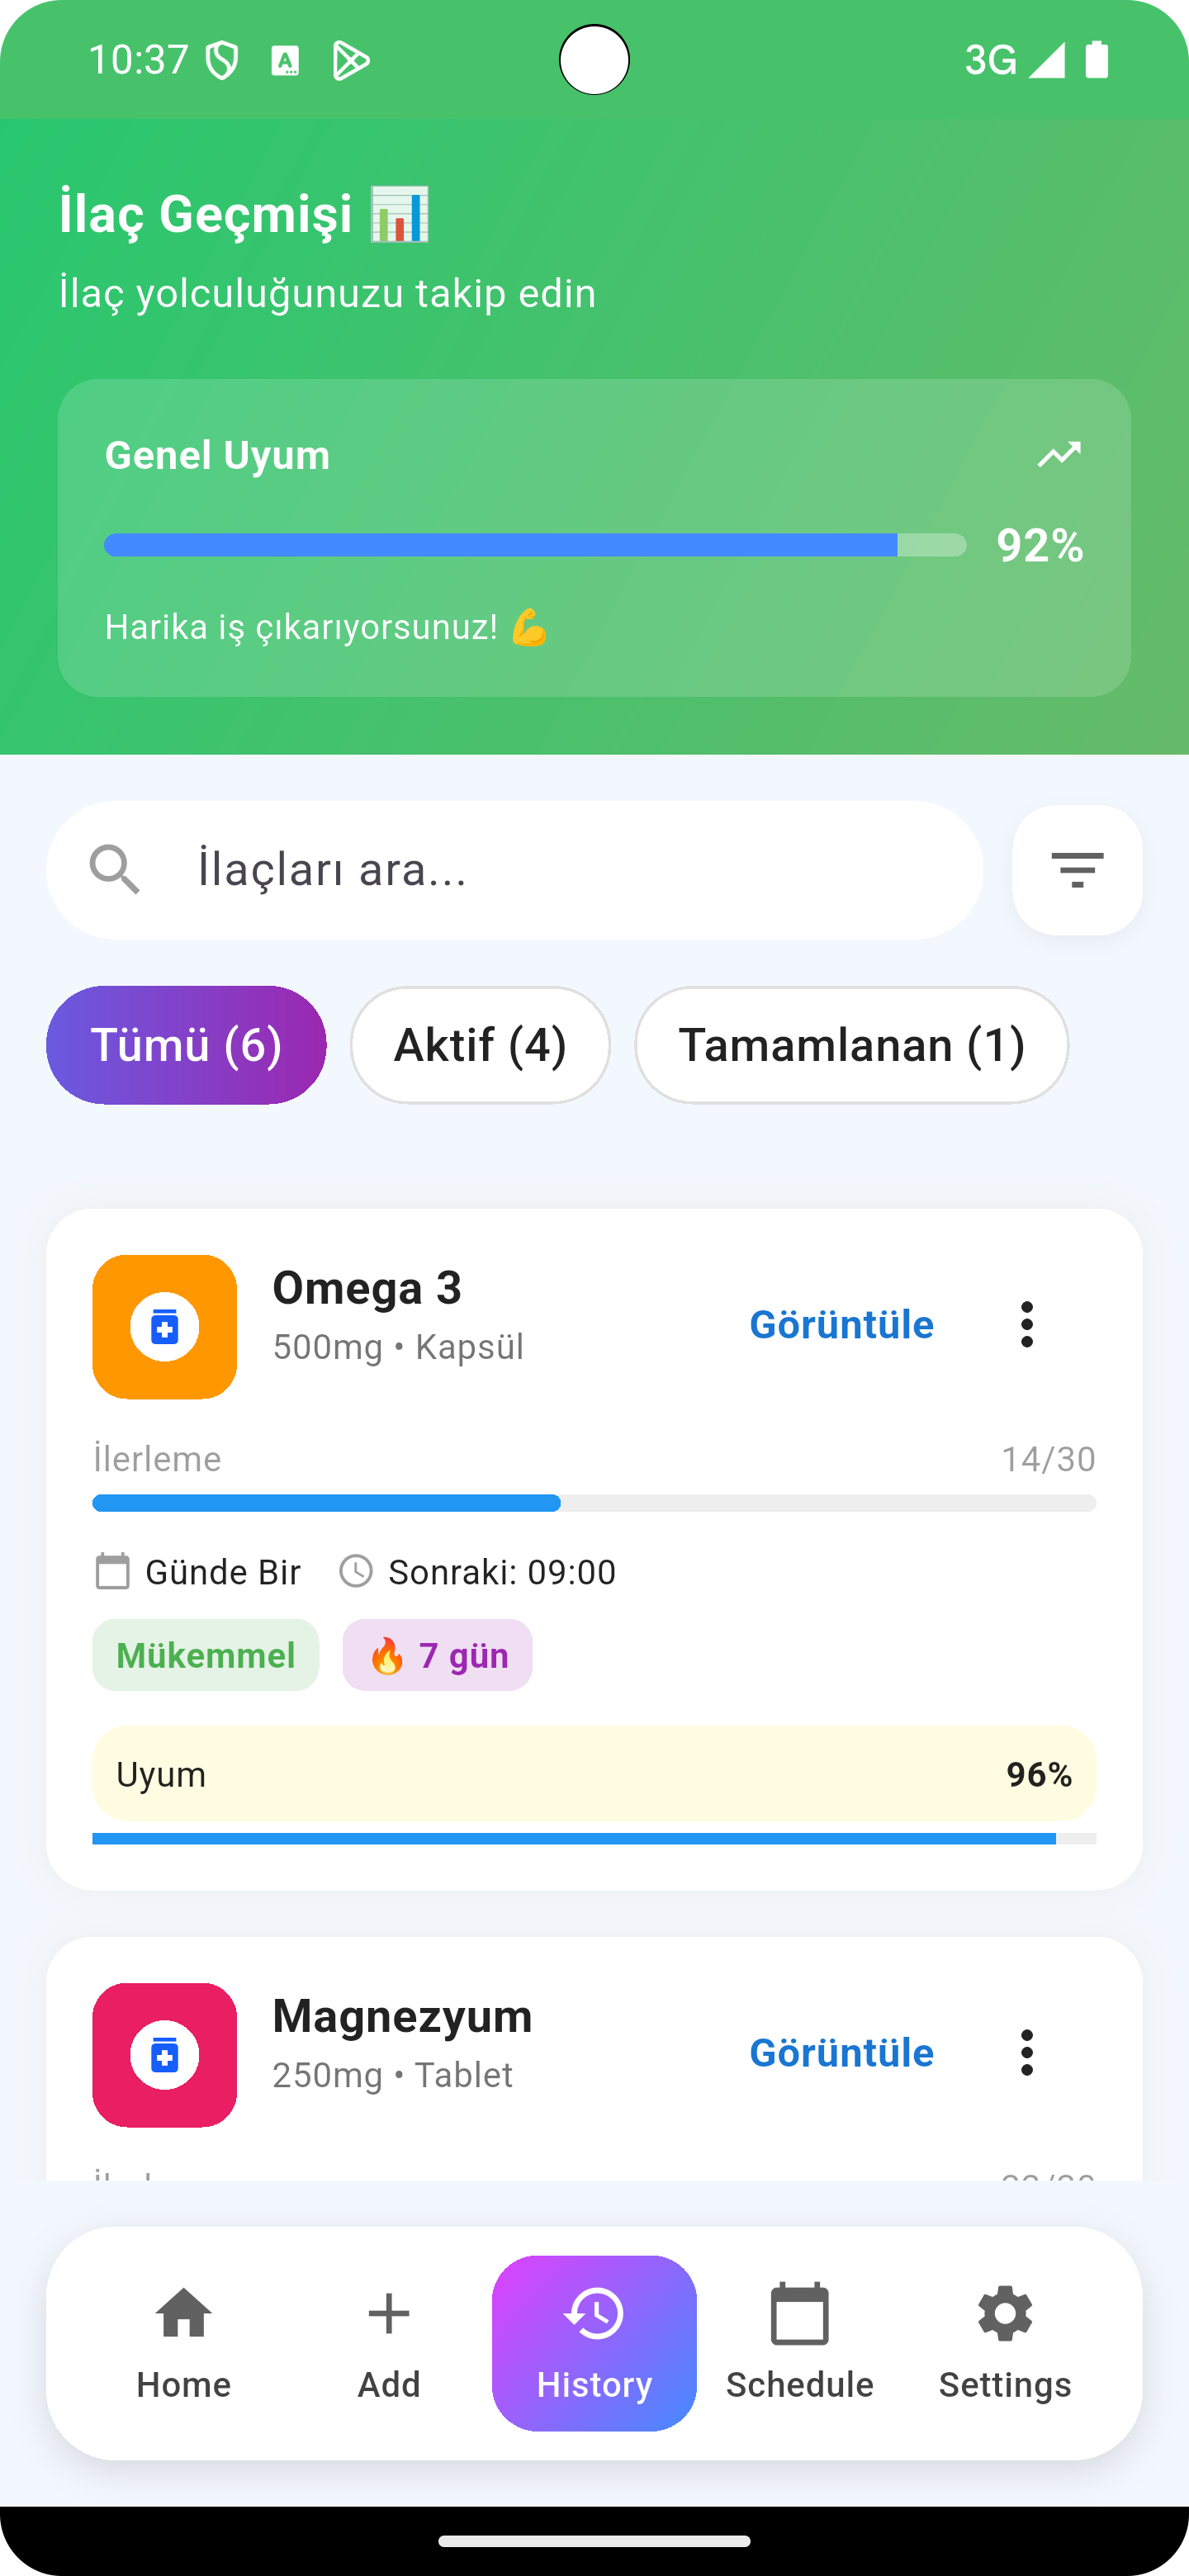 10:37
3G
İlaç Geçmişi 📊
İlaç yolculuğunuzu takip edin
Genel Uyum
92%
Harika iş çıkarıyorsunuz! 💪
İlaçları ara...
Tümü (6)
Aktif (4)
Tamamlanan (1)
Omega 3
500mg • Kapsül
Görüntüle
İlerleme
14/30
Günde Bir
Sonraki: 09:00
Mükemmel
🔥 7 gün
Uyum
96%
Magnezyum
250mg • Tablet
Görüntüle
Home
Add
History
Schedule
Settings